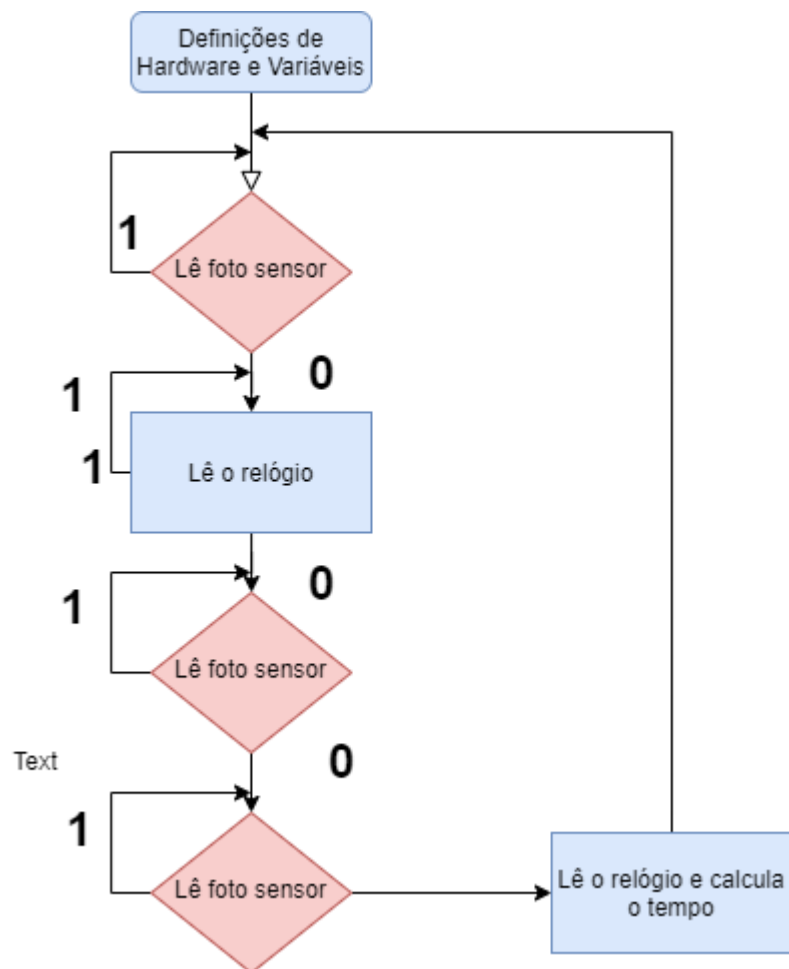 Definições de
Hardware e Variáveis
1
Lê foto sensor
0
1
1
Lê o relógio
0
1
Lê foto sensor
Text
0
1
Lê foto sensor
Lê o relógio e calcula
o tempo